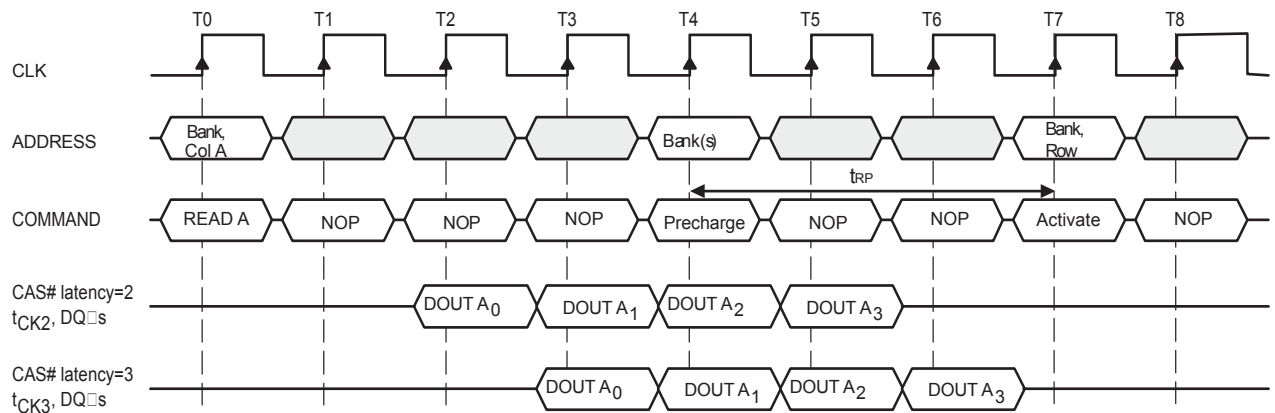 T0 T1 T2 T3 T4 T5 T6 T7 T8
CLK
ADDRESS Bank, Col A Bank(s) Bank, Row
tRP
COMMAND READ A NOP NOP NOP Precharge NOP NOP Activate NOP
CAS# latency=2
tCK2, DQ□s DOUT A0 DOUT A1 DOUT A2 DOUT A3
CAS# latency=3
tCK3, DQ□s DOUT A0 DOUT A1 DOUT A2 DOUT A3